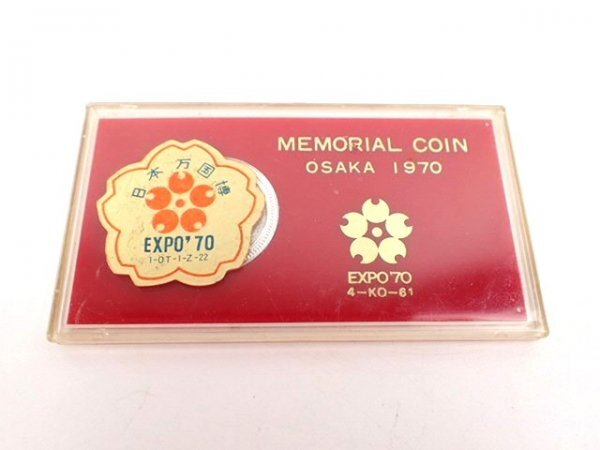 日本万国博
EXPO'70
1-OT-1-Z-22
MEMORIAL COIN
OSAKA 1970
EXPO'70
4-KO-61